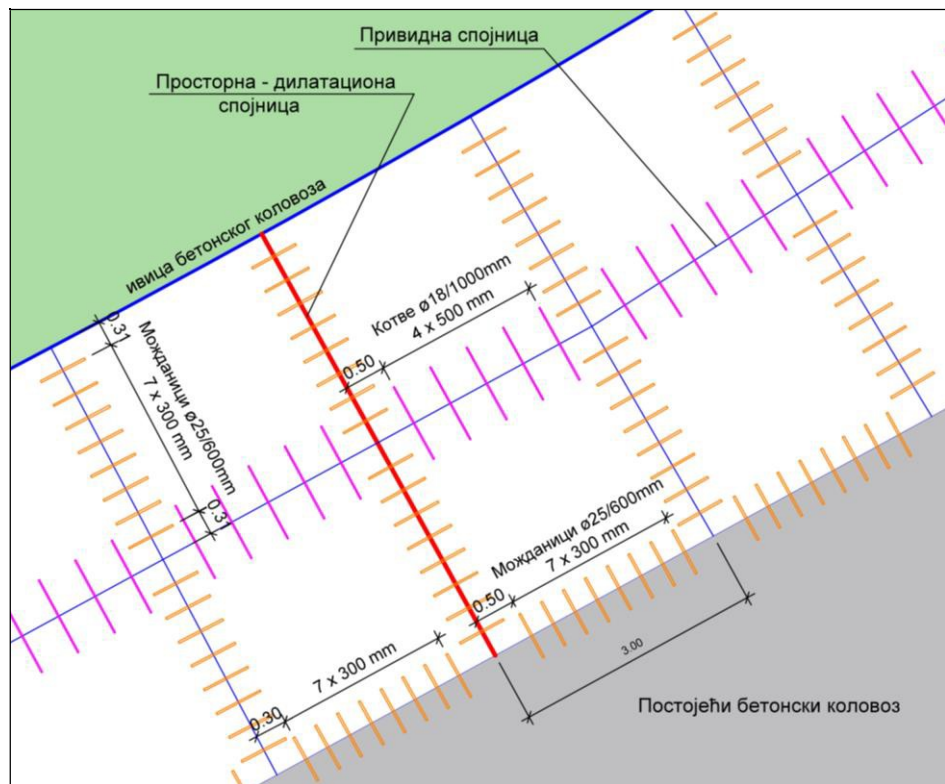 Привидна спојница
Просторна - дилатациона
спојница
ивица бетонског коловоза
Котве ø18/1000mm
4 x 500 mm
0.50
0.31
Можданици ø25/600mm
7 x 300 mm
0.31
Можданици ø25/600mm
7 x 300 mm
0.50
7 x 300 mm
0.30
3.00
Постојећи бетонски коловоз